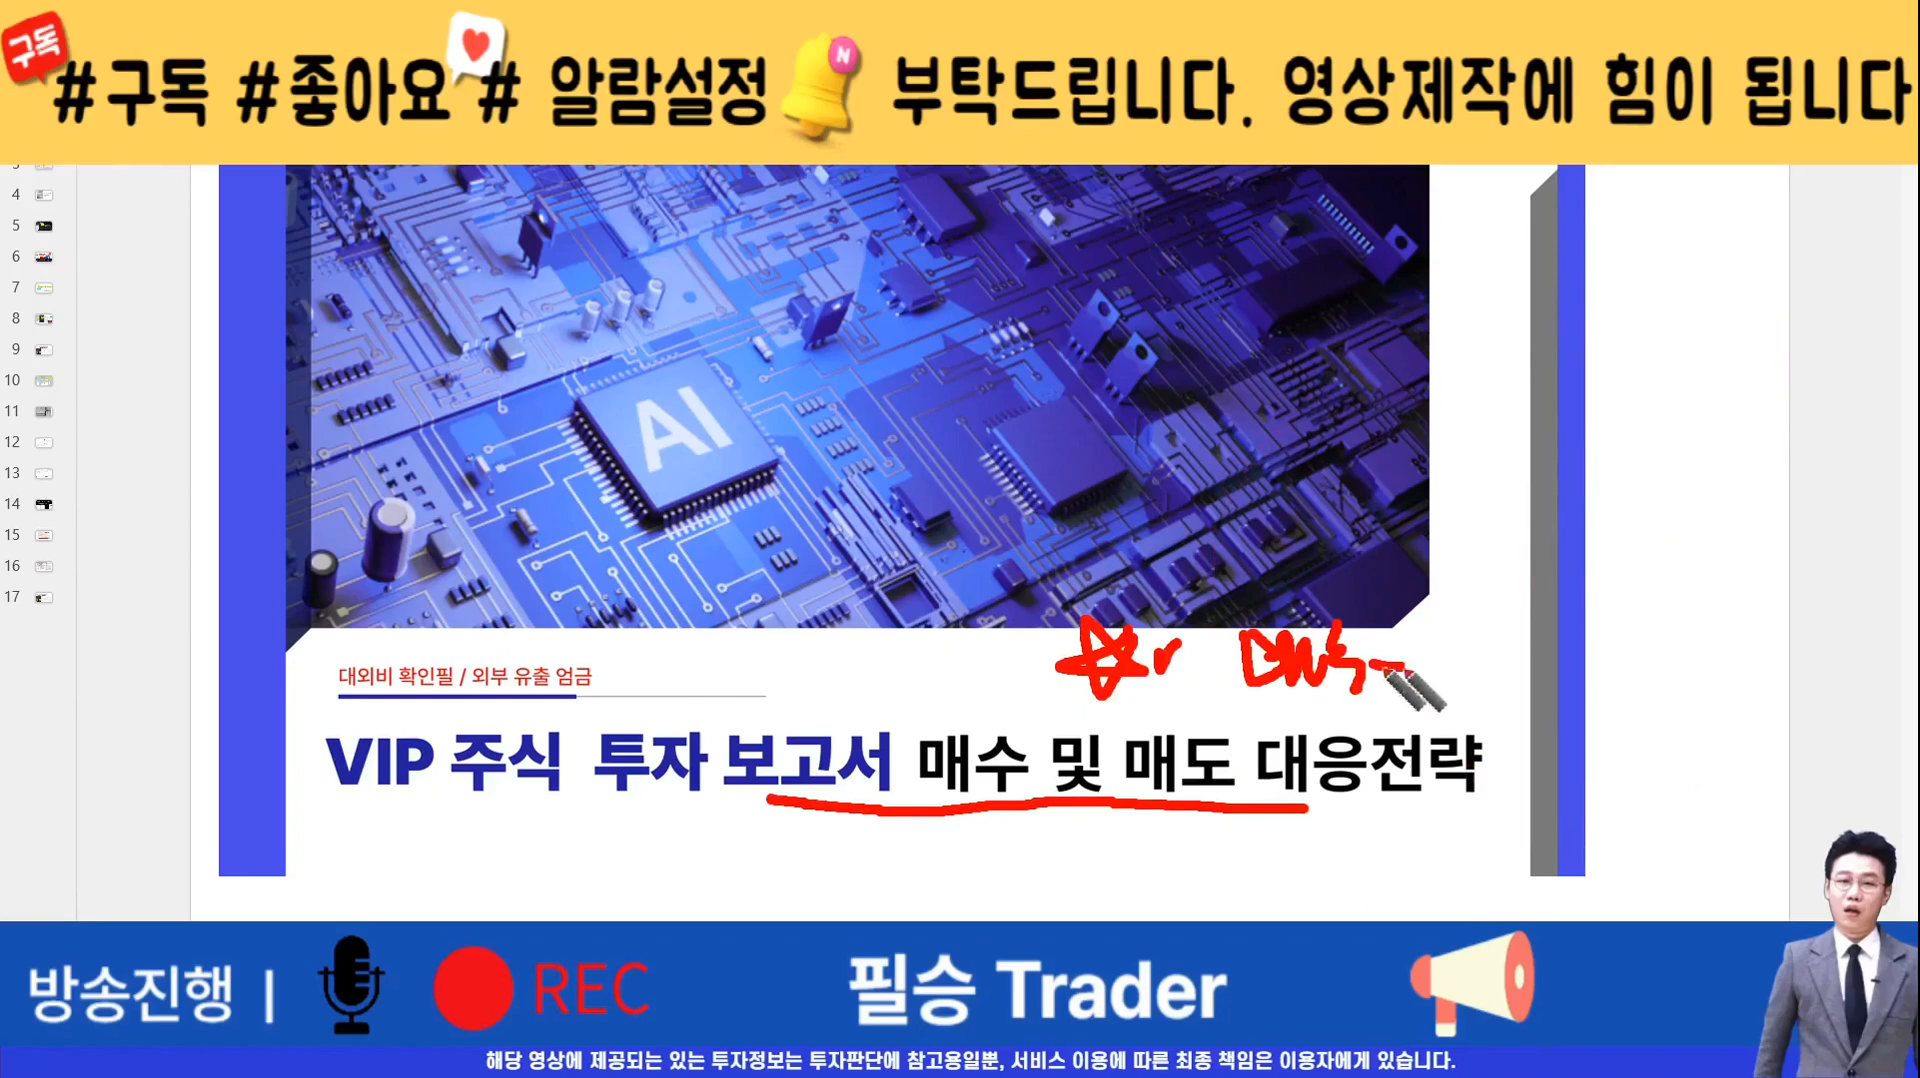 구독
#구독 #좋아요 # 알람설정 N 부탁드립니다. 영상제작에 힘이 됩니다
4
5
6
7
8
9
10
11
12
13
14
15
16
17
AI
대외비 확인필 / 외부 유출 엄금
VIP 주식 투자 보고서 매수 및 매도 대응전략
방송진행 | REC 필승 Trader
해당 영상에 제공되는 있는 투자정보는 투자판단에 참고용일뿐, 서비스 이용에 따른 최종 책임은 이용자에게 있습니다.